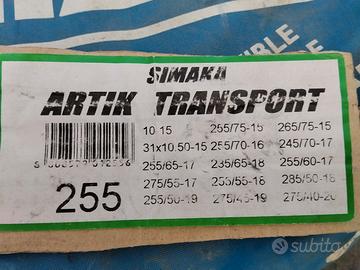 SIMAKA
ARTIK TRANSPORT
10 15 255/75-15 265/75-15
31x10.50-15 255/70-16 245/70-17
255/65-17 235/65-18 255/60-17
275/55-17 255/55-18 285/50-18
255/50-19 275/45-19 275/40-20
255
subito